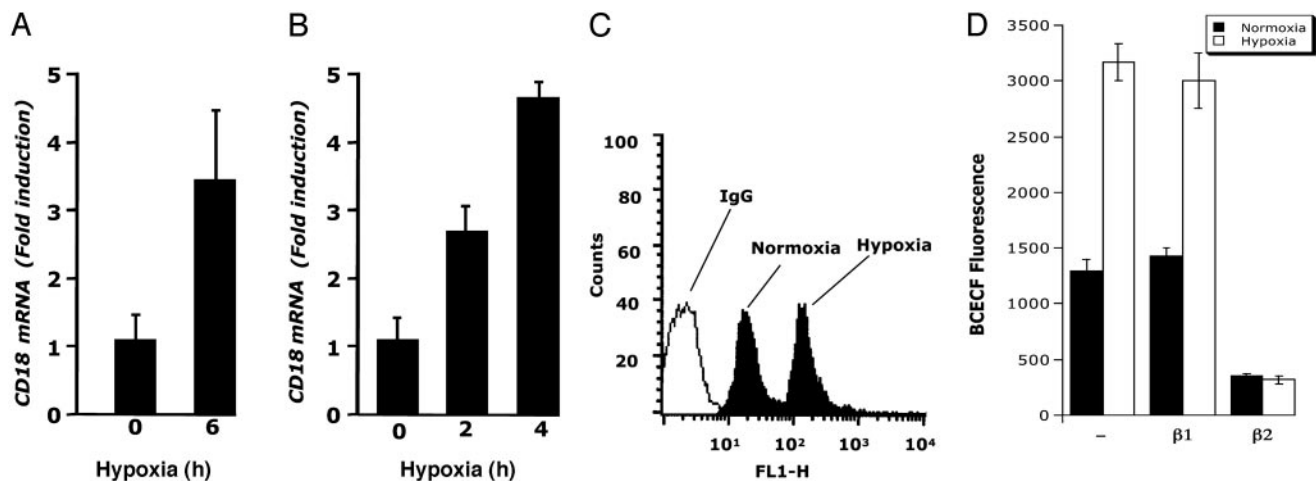 A
CD18 mRNA (Fold induction)
5
4
3
2
1
0
0 6
Hypoxia (h)
B
CD18 mRNA (Fold induction)
5
4
3
2
1
0
0 2 4
Hypoxia (h)
C
Counts
100
80
60
40
20
0
IgG
Normoxia
Hypoxia
10¹ 10² 10³ 10⁴
FL1-H
D
BCECF Fluorescence
3500
3000
2500
2000
1500
1000
500
0
Normoxia
Hypoxia
– β1 β2